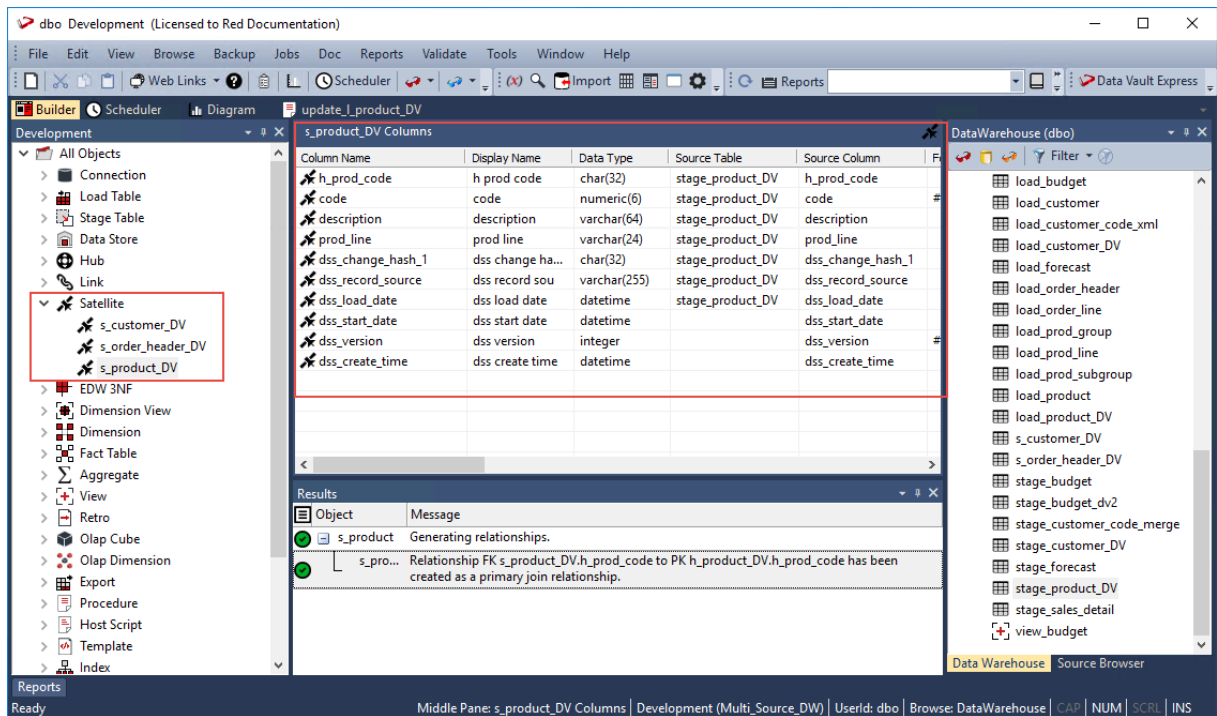 dbo Development (Licensed to Red Documentation)
File Edit View Browse Backup Jobs Doc Reports Validate Tools Window Help
Web Links Scheduler (x) Import Reports Data Vault Express
Builder Scheduler Diagram update_l_product_DV
Development
All Objects
Connection
Load Table
Stage Table
Data Store
Hub
Link
Satellite
s_customer_DV
s_order_header_DV
s_product_DV
EDW 3NF
Dimension View
Dimension
Fact Table
Aggregate
View
Retro
Olap Cube
Olap Dimension
Export
Procedure
Host Script
Template
Index
s_product_DV Columns
Column Name Display Name Data Type Source Table Source Column
h_prod_code h prod code char(32) stage_product_DV h_prod_code
code code numeric(6) stage_product_DV code #
description description varchar(64) stage_product_DV description
prod_line prod line varchar(24) stage_product_DV prod_line
dss_change_hash_1 dss change ha... char(32) stage_product_DV dss_change_hash_1
dss_record_source dss record sou varchar(255) stage_product_DV dss_record_source
dss_load_date dss load date datetime stage_product_DV dss_load_date
dss_start_date dss start date datetime dss_start_date
dss_version dss version integer dss_version #
dss_create_time dss create time datetime dss_create_time
Results
Object Message
s_product Generating relationships.
s_pro... Relationship FK s_product_DV.h_prod_code to PK h_product_DV.h_prod_code has been
created as a primary join relationship.
DataWarehouse (dbo)
Filter
load_budget
load_customer
load_customer_code_xml
load_customer_DV
load_forecast
load_order_header
load_order_line
load_prod_group
load_prod_line
load_prod_subgroup
load_product
load_product_DV
s_customer_DV
s_order_header_DV
stage_budget
stage_budget_dv2
stage_customer_code_merge
stage_customer_DV
stage_forecast
stage_product_DV
stage_sales_detail
view_budget
Data Warehouse Source Browser
Reports
Ready Middle Pane: s_product_DV Columns Development (Multi_Source_DW) UserId: dbo Browse: DataWarehouse CAP NUM SCRL INS